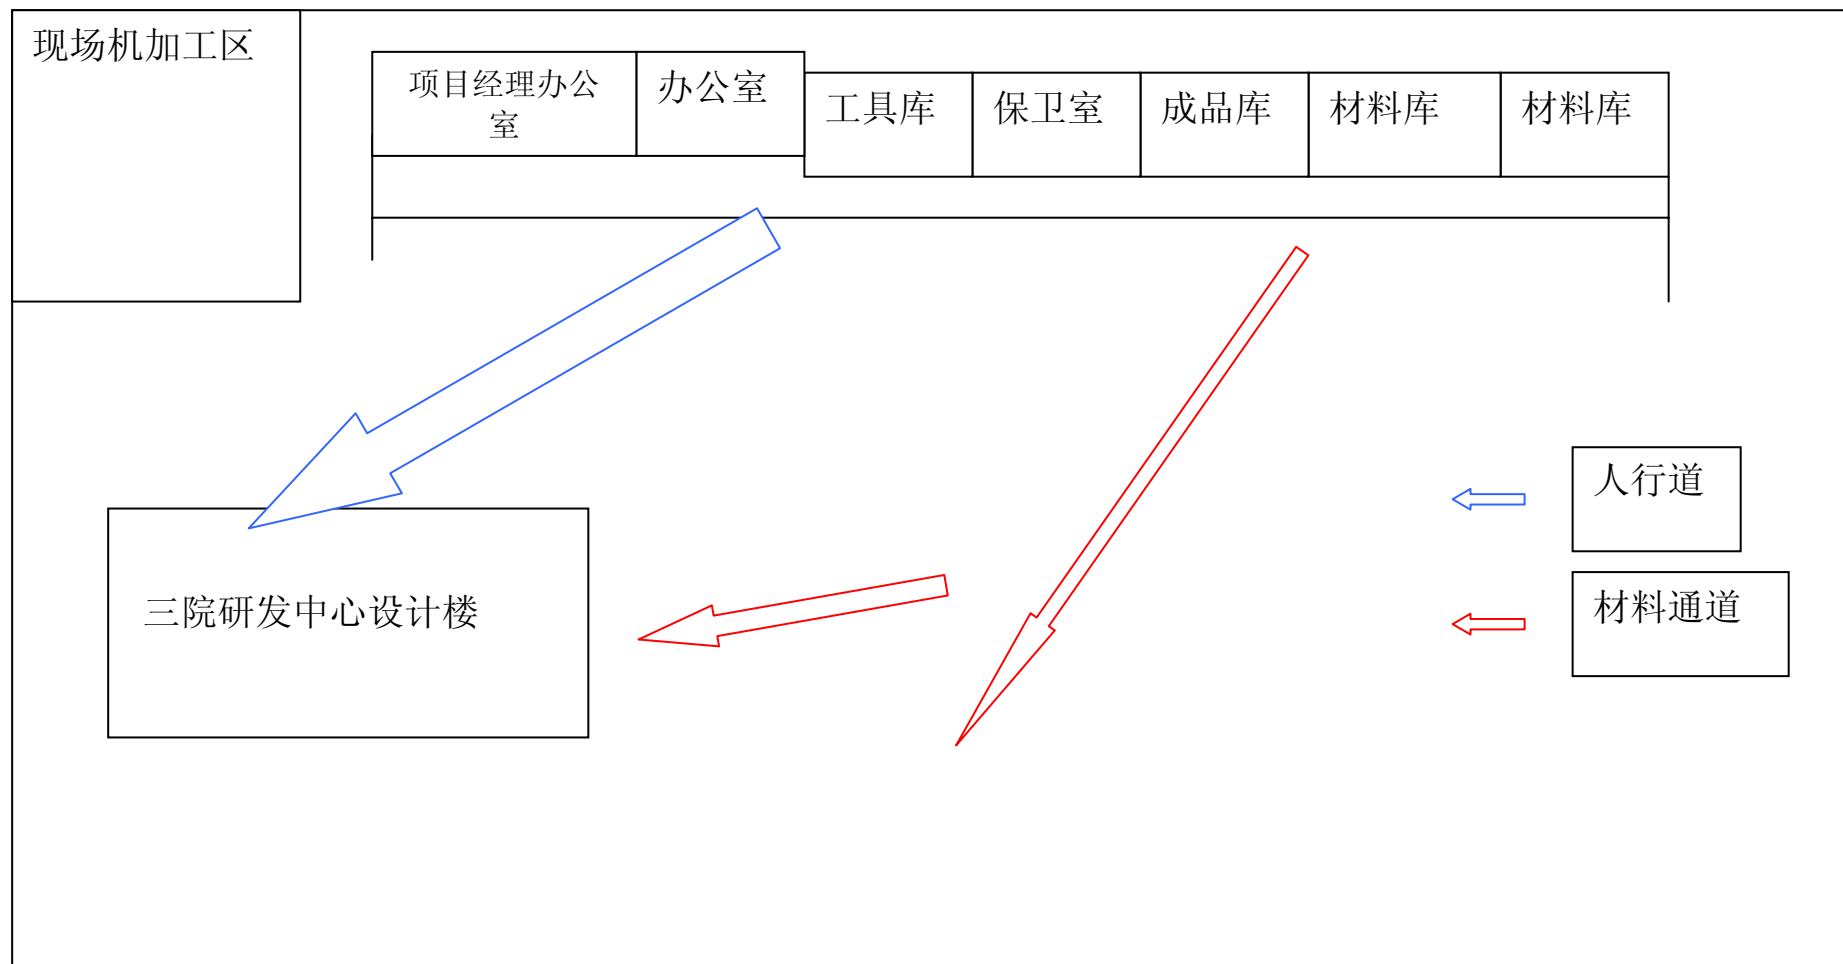 现场机加工区
项目经理办公
室
办公室
工具库
保卫室
成品库
材料库
材料库
人行道
三院研发中心设计楼
材料通道